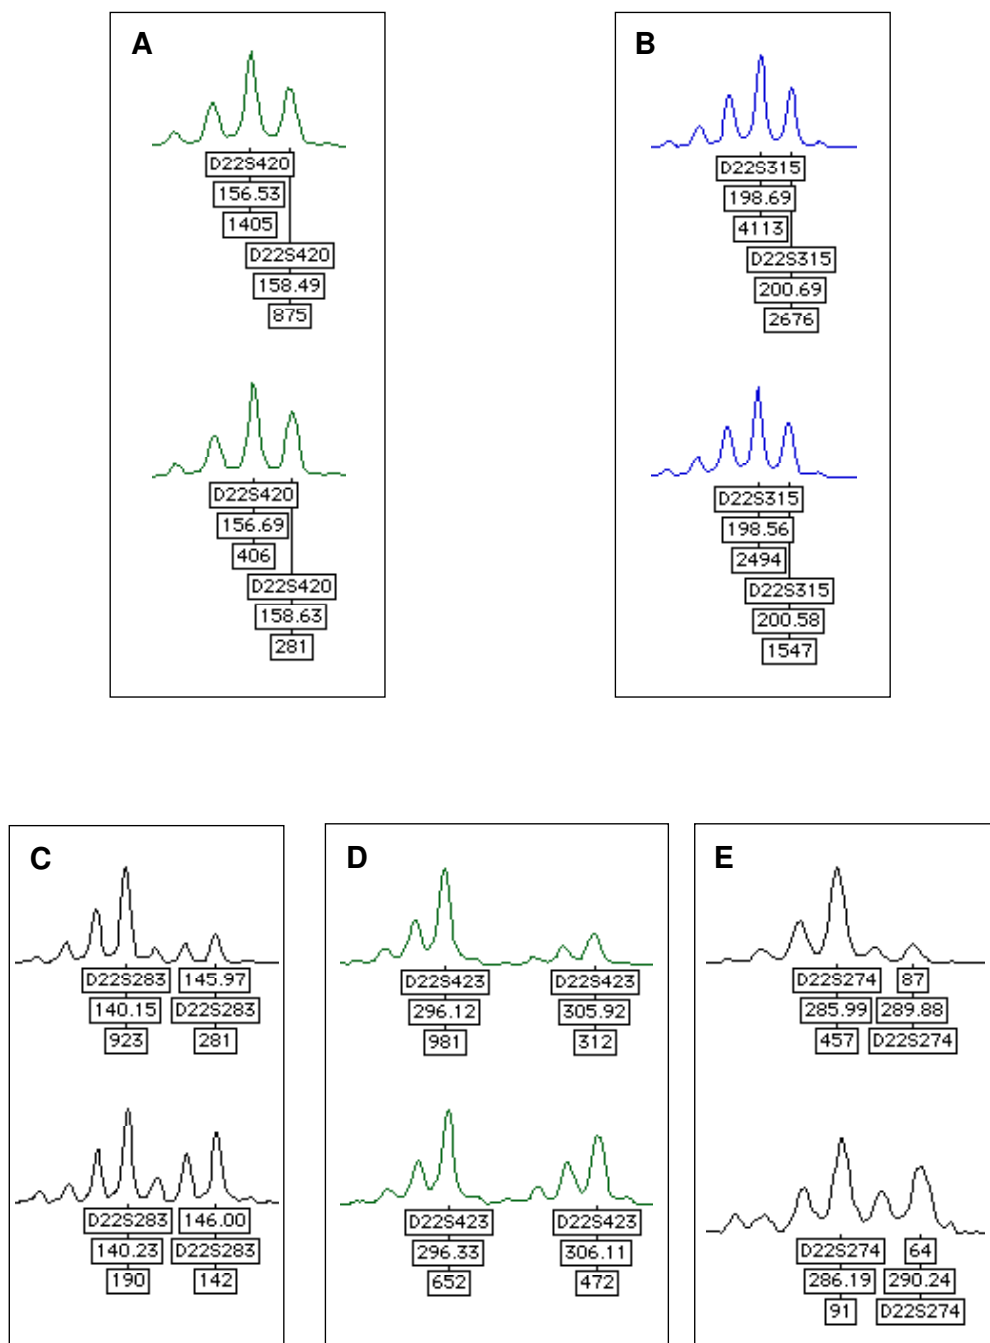 A
D22S420
156.53
1405
D22S420
158.49
875
D22S420
156.69
406
D22S420
158.63
281
B
D22S315
198.69
4113
D22S315
200.69
2676
D22S315
198.56
2494
D22S315
200.58
1547
C
D22S283 145.97
140.15 D22S283
923 281
D22S283 146.00
140.23 D22S283
190 142
D
D22S423 D22S423
296.12 305.92
981 312
D22S423 D22S423
296.33 306.11
652 472
E
D22S274 87
285.99 289.88
457 D22S274
D22S274 64
286.19 290.24
91 D22S274